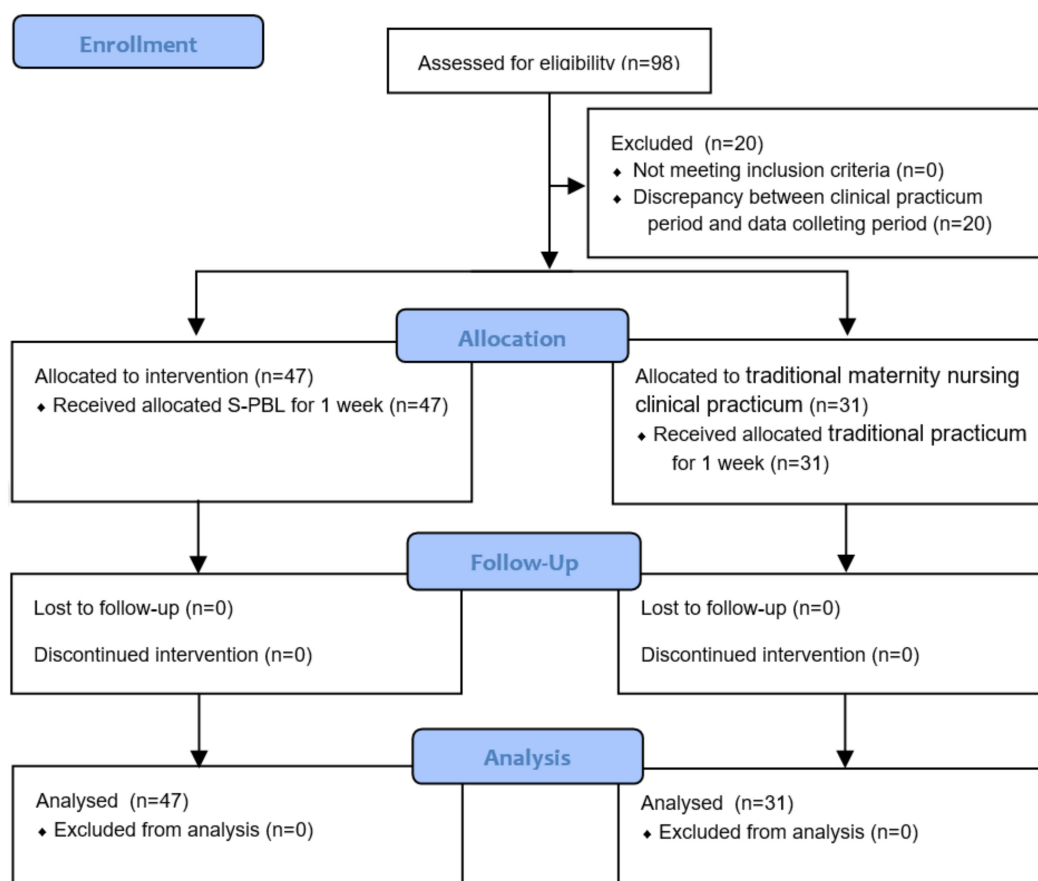 Enrollment
Assessed for eligibility (n=98)
Excluded (n=20)
⬥ Not meeting inclusion criteria (n=0)
⬥ Discrepancy between clinical practicum
period and data colleting period (n=20)
Allocation
Allocated to intervention (n=47)
⬥ Received allocated S-PBL for 1 week (n=47)
Allocated to traditional maternity nursing
clinical practicum (n=31)
⬥ Received allocated traditional practicum
for 1 week (n=31)
Follow-Up
Lost to follow-up (n=0)
Discontinued intervention (n=0)
Lost to follow-up (n=0)
Discontinued intervention (n=0)
Analysis
Analysed (n=47)
⬥ Excluded from analysis (n=0)
Analysed (n=31)
⬥ Excluded from analysis (n=0)